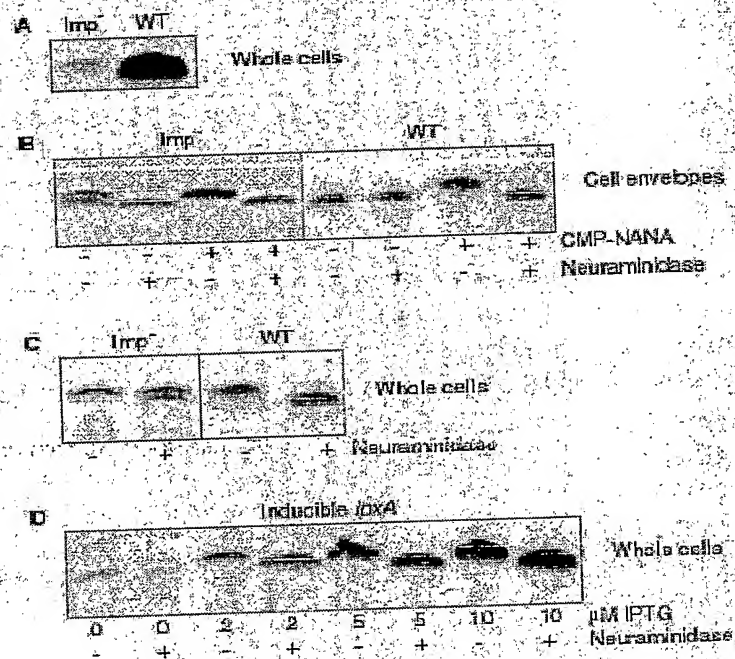 A Imp⁻ WT
Whole cells
B Imp⁻ WT
Cell envelopes
- - + + - - + + CMP-NANA
- + - + - + - + Neuraminidase
C Imp⁻ WT
Whole cells
- + - + Neuraminidase
D Inducible lpxA
Whole cells
0 0 2 2 5 5 10 10 µM IPTG
- + - + - + - + Neuraminidase